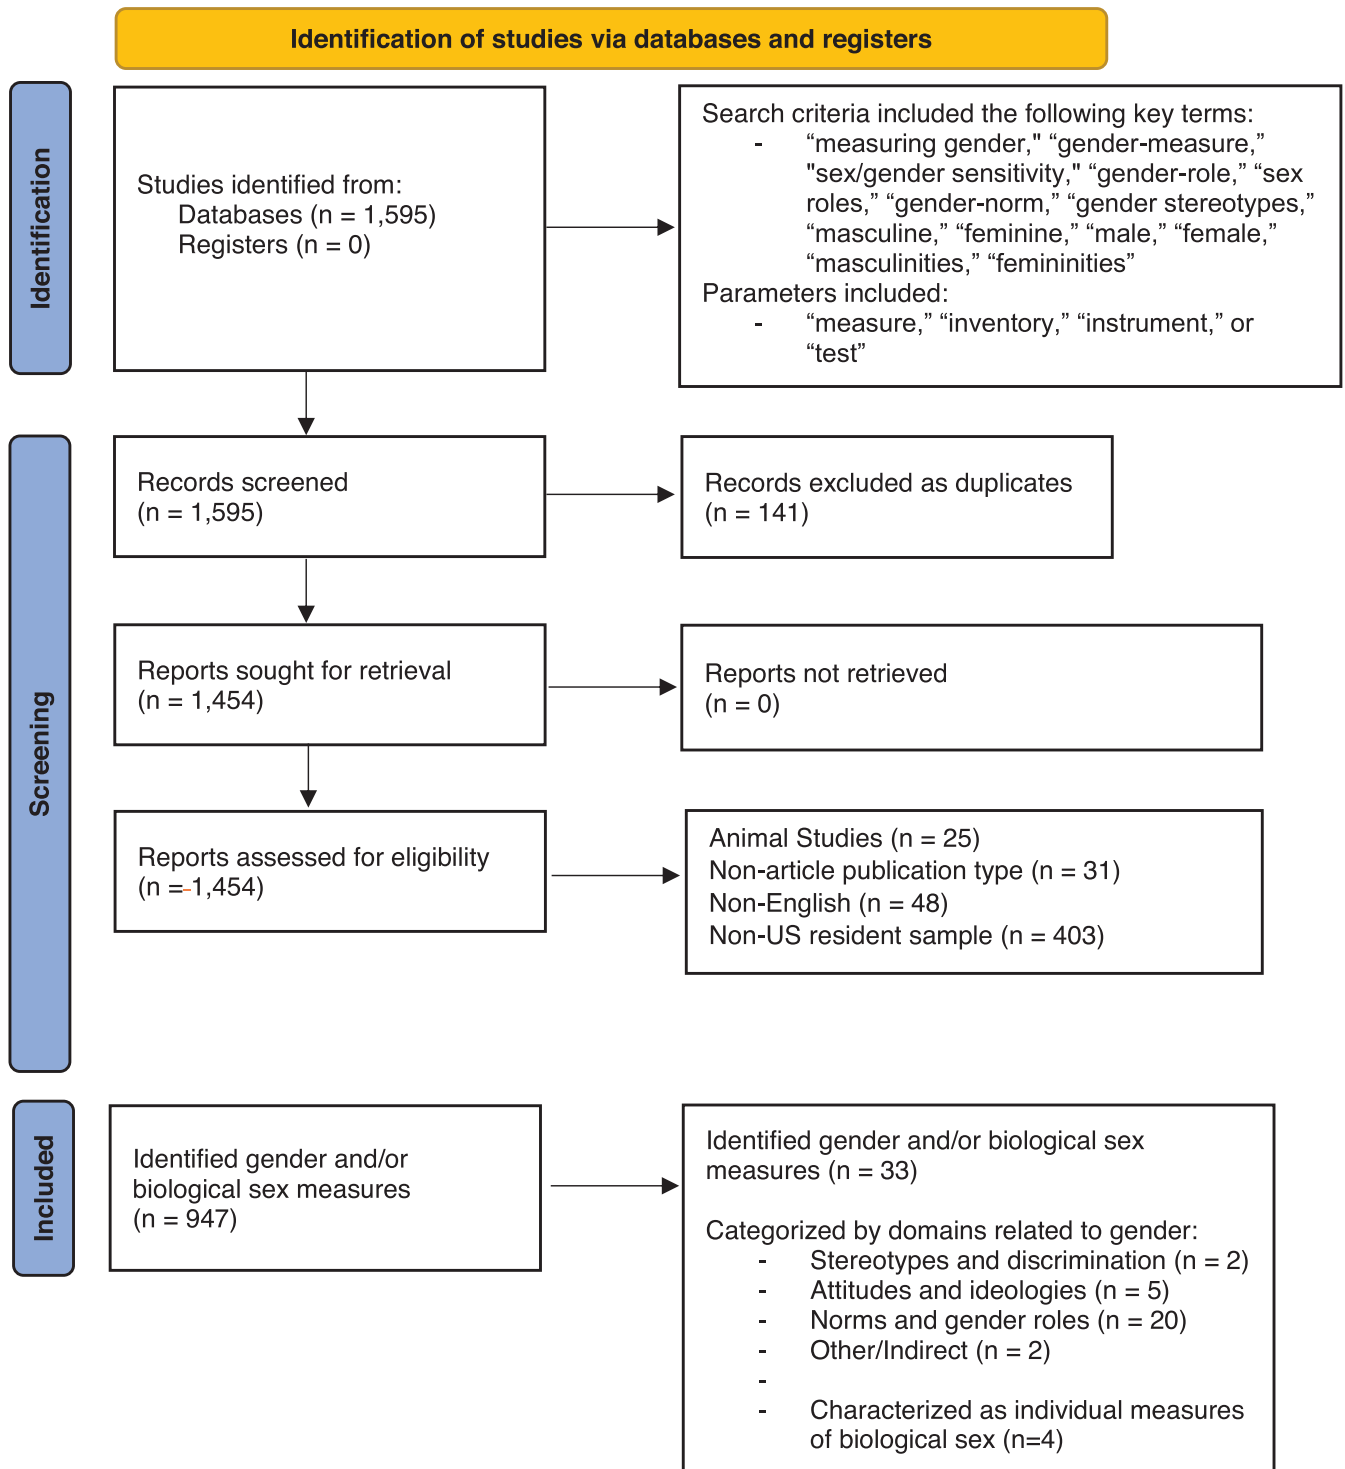 Identification of studies via databases and registers
Identification
Studies identified from:
Databases (n = 1,595)
Registers (n = 0)
Search criteria included the following key terms:
- “measuring gender," “gender-measure,”
"sex/gender sensitivity," “gender-role,” “sex
roles,” “gender-norm,” “gender stereotypes,”
“masculine,” “feminine,” “male,” “female,”
“masculinities,” “femininities”
Parameters included:
- “measure,” “inventory,” “instrument,” or
“test”
Screening
Records screened
(n = 1,595)
Records excluded as duplicates
(n = 141)
Reports sought for retrieval
(n = 1,454)
Reports not retrieved
(n = 0)
Reports assessed for eligibility
(n = 1,454)
Animal Studies (n = 25)
Non-article publication type (n = 31)
Non-English (n = 48)
Non-US resident sample (n = 403)
Included
Identified gender and/or
biological sex measures
(n = 947)
Identified gender and/or biological sex
measures (n = 33)
Categorized by domains related to gender:
- Stereotypes and discrimination (n = 2)
- Attitudes and ideologies (n = 5)
- Norms and gender roles (n = 20)
- Other/Indirect (n = 2)
-
- Characterized as individual measures
of biological sex (n=4)